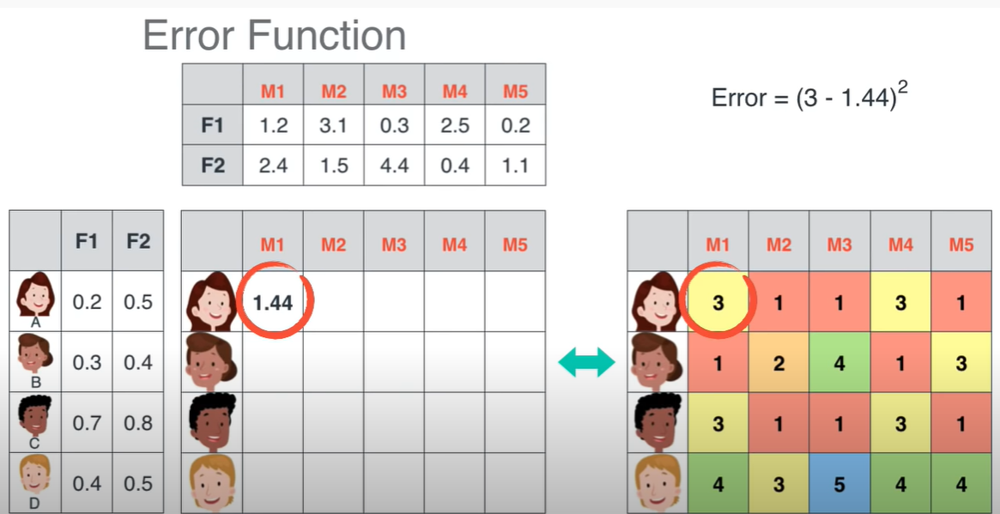 Error Function
M1 M2 M3 M4 M5
F1 1.2 3.1 0.3 2.5 0.2
F2 2.4 1.5 4.4 0.4 1.1
Error = (3 - 1.44)²
F1 F2
A 0.2 0.5
B 0.3 0.4
C 0.7 0.8
D 0.4 0.5
M1 M2 M3 M4 M5
1.44
M1 M2 M3 M4 M5
3 1 1 3 1
1 2 4 1 3
3 1 1 3 1
4 3 5 4 4